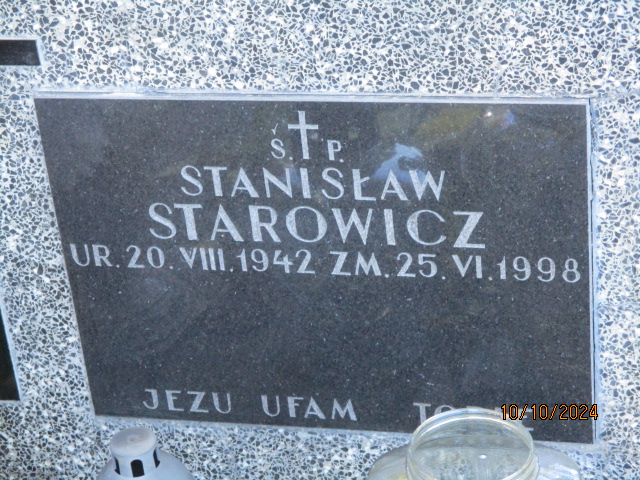 Ś. P.
STANISŁAW
STAROWICZ
UR. 20. VIII. 1942 ZM. 25. VI. 1998
JEZU UFAM
10/10/2024